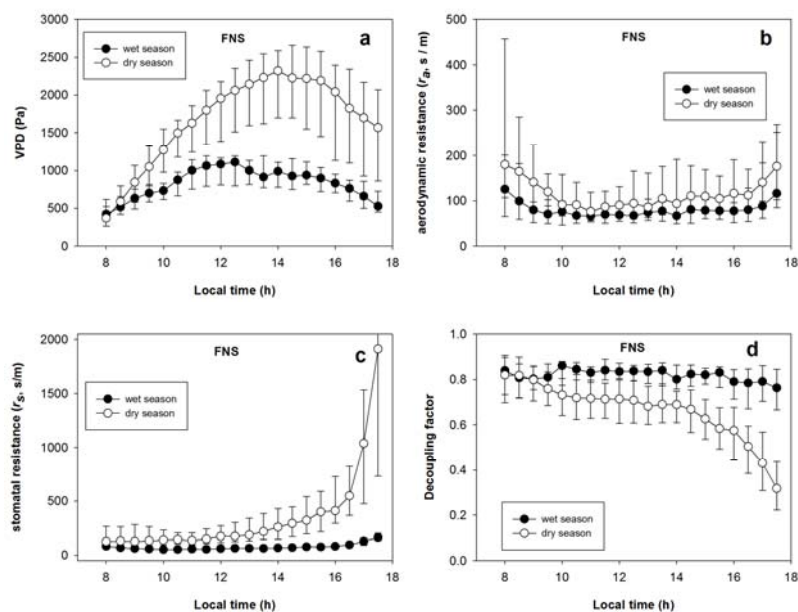 FNS
a
wet season
dry season
VPD (Pa)
3000
2500
2000
1500
1000
500
0
8 10 12 14 16 18
Local time (h)
FNS
b
wet season
dry season
aerodynamic resistance (ra, s / m)
500
400
300
200
100
0
8 10 12 14 16 18
Local time (h)
FNS
c
wet season
dry season
stomatal resistance (rs, s/m)
2000
1500
1000
500
0
8 10 12 14 16 18
Local time (h)
FNS
d
wet season
dry season
Decoupling factor
1.0
0.8
0.6
0.4
0.2
0.0
8 10 12 14 16 18
Local time (h)